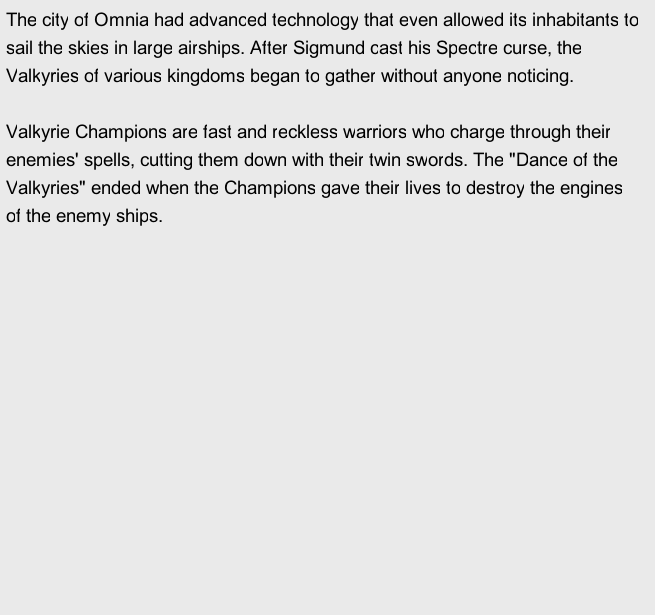 The city of Omnia had advanced technology that even allowed its inhabitants to
sail the skies in large airships. After Sigmund cast his Spectre curse, the
Valkyries of various kingdoms began to gather without anyone noticing.
Valkyrie Champions are fast and reckless warriors who charge through their
enemies' spells, cutting them down with their twin swords. The "Dance of the
Valkyries" ended when the Champions gave their lives to destroy the engines
of the enemy ships.